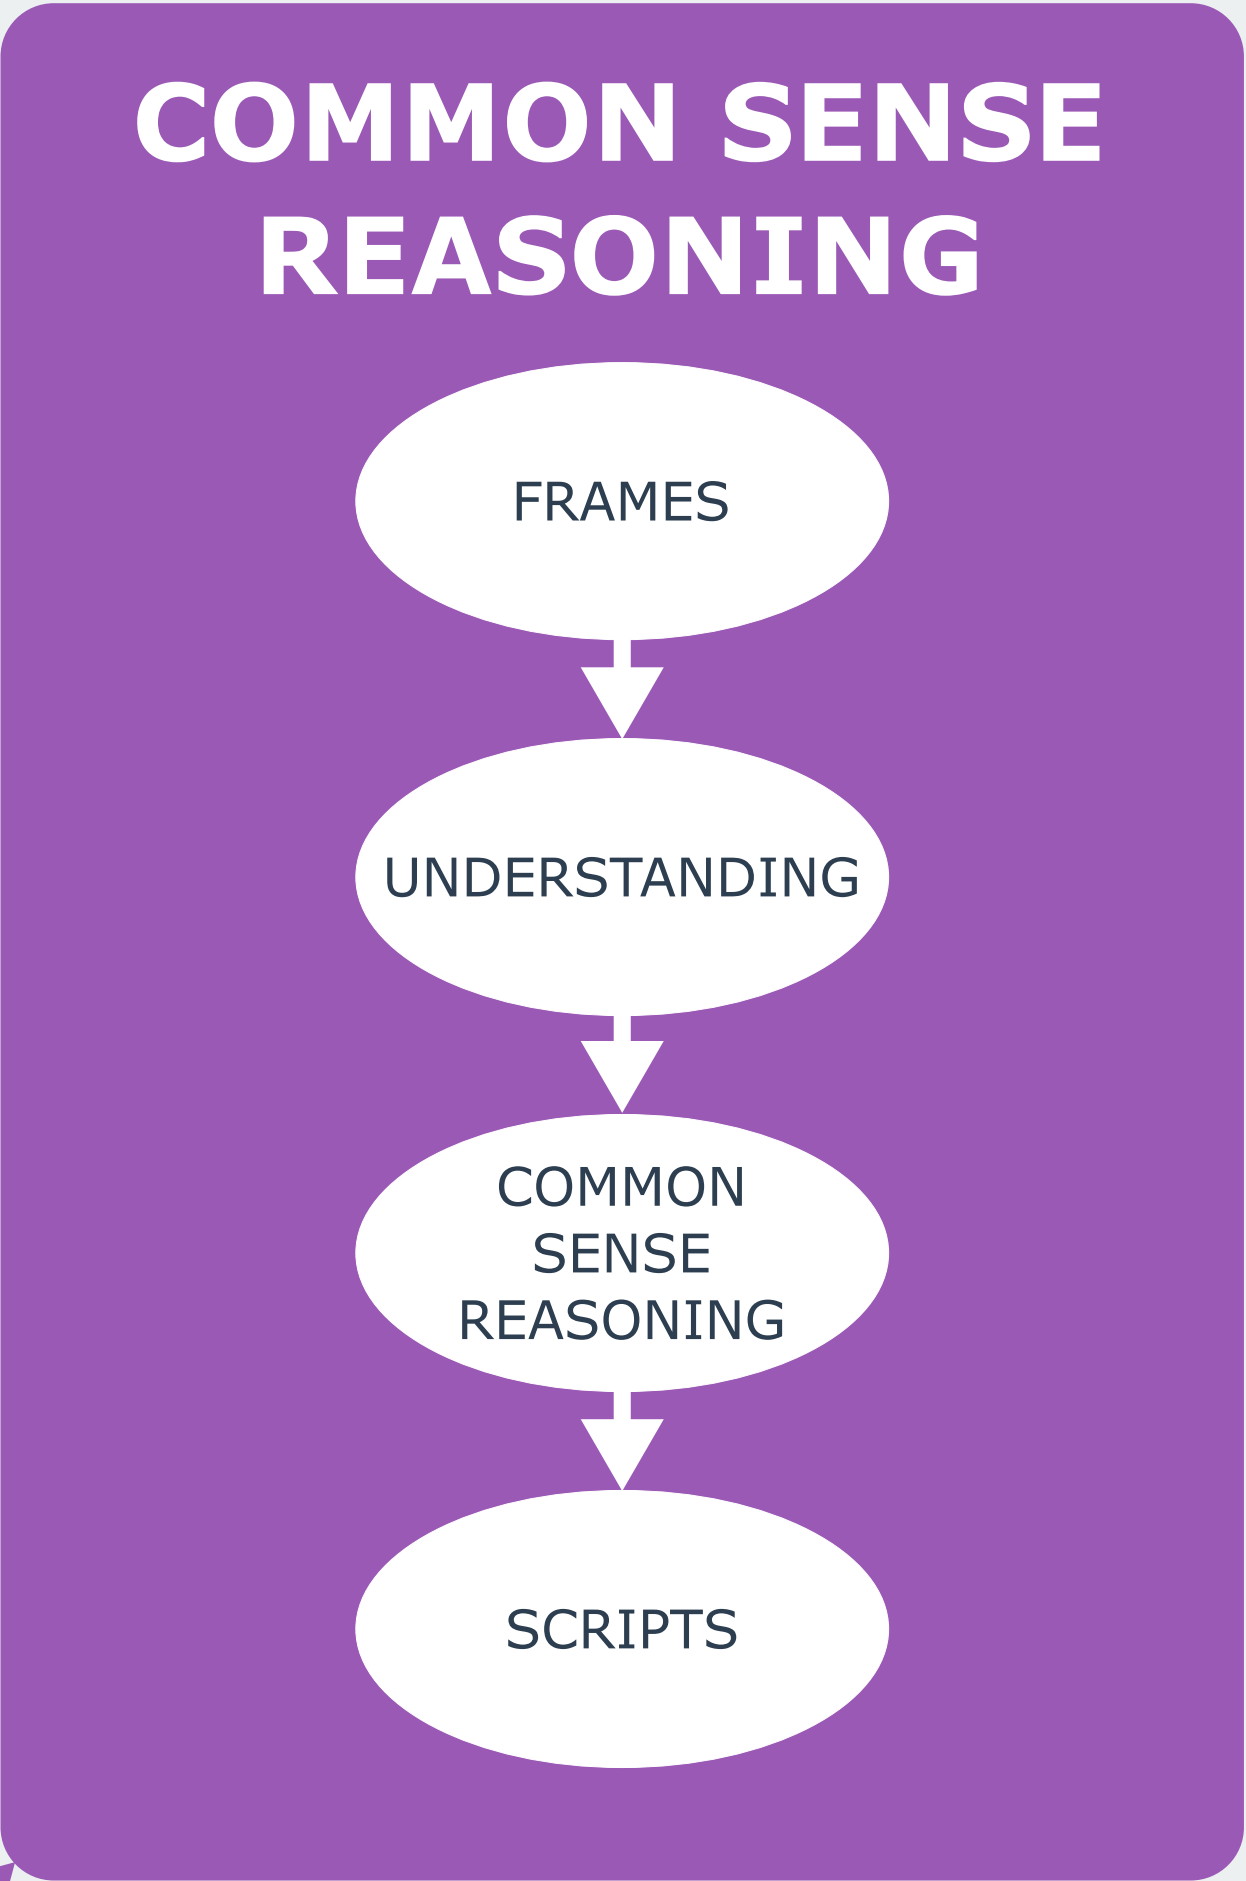 COMMON SENSE
REASONING
FRAMES
UNDERSTANDING
COMMON
SENSE
REASONING
SCRIPTS